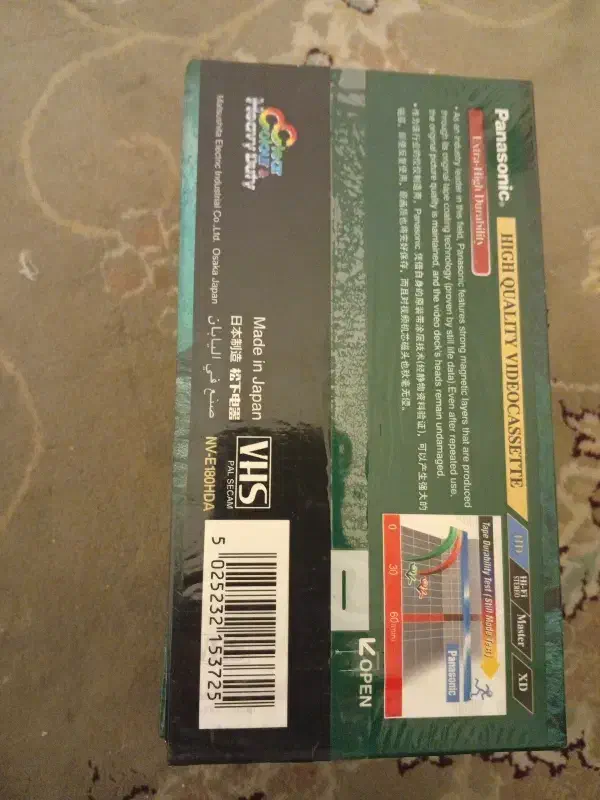 Panasonic
HIGH QUALITY VIDEOCASSETTE
HD
Hi-Fi
STEREO
Master
XD
Extra-High Durability
• As an industry leader in this field, Panasonic features strong magnetic layers that are produced
through its original tape coating technology (proven by still life data). Even after repeated use,
the original picture quality is maintained, and the video deck's heads remain undamaged.
Tape Durability Test (Still Mode Test)
Panasonic
0
30
60(min)
OPEN
Clear
Colour
Heavy Duty
Matsushita Electric Industrial Co.,Ltd. Osaka Japan
Made in Japan
日本制造 松下电器
صنع في اليابان
VHS
PAL SECAM
NV-E180HDA
5 025232 153725